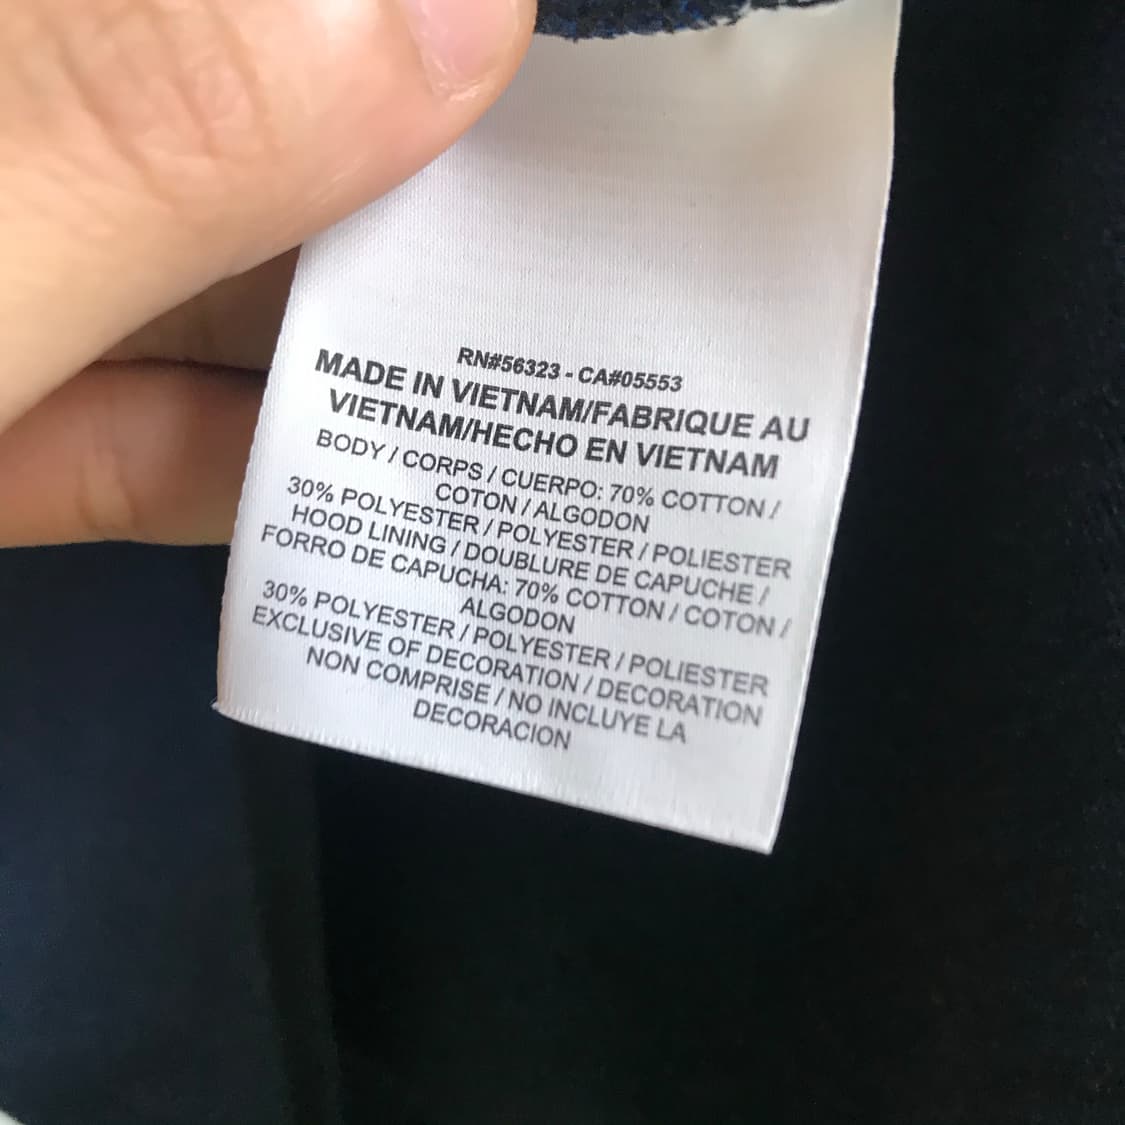 RN#56323 - CA#05553
MADE IN VIETNAM/FABRIQUE AU
VIETNAM/HECHO EN VIETNAM
BODY / CORPS / CUERPO: 70% COTTON /
COTON / ALGODON
30% POLYESTER / POLYESTER / POLIESTER
HOOD LINING / DOUBLURE DE CAPUCHE /
FORRO DE CAPUCHA: 70% COTTON / COTON /
ALGODON
30% POLYESTER / POLYESTER / POLIESTER
EXCLUSIVE OF DECORATION / DECORATION
NON COMPRISE / NO INCLUYE LA
DECORACION